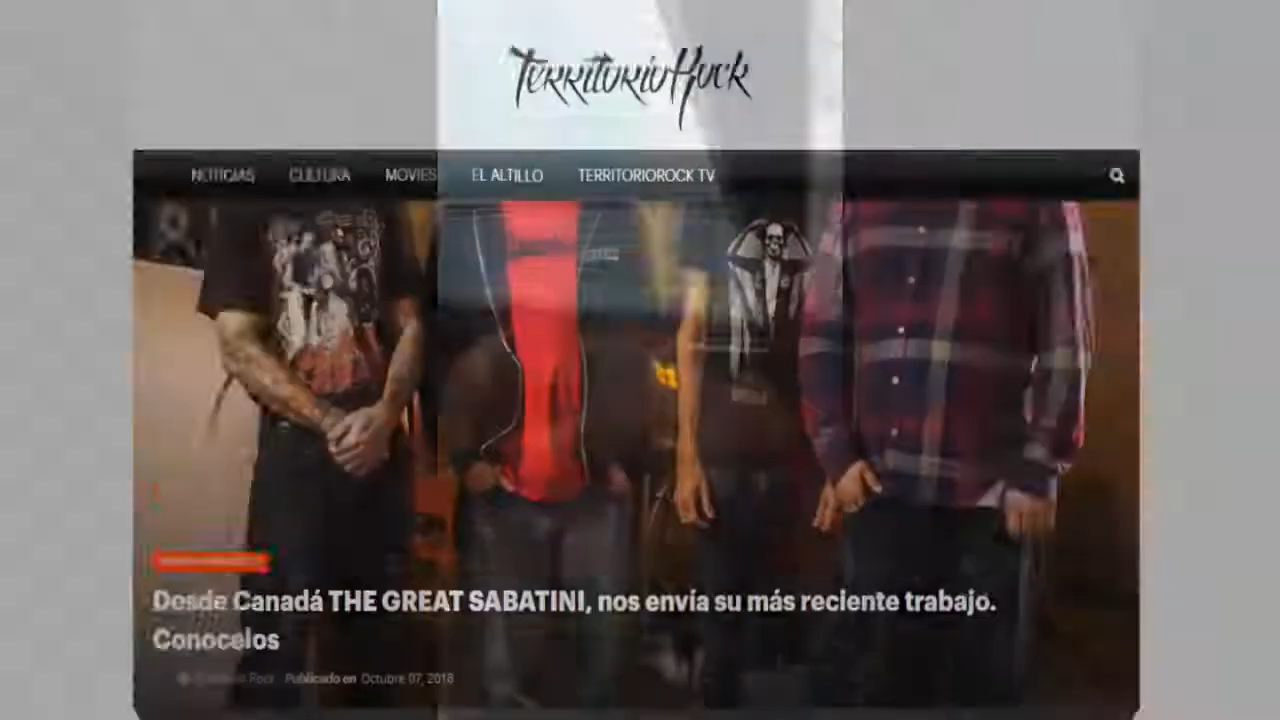 TerritorioRock
NOTICIAS CULTURA MOVIES EL ALTILLO TERRITORIOROCK TV
Desde Canadá THE GREAT SABATINI, nos envía su más reciente trabajo.
Conocelos
Rock Publicado en Octubre 07, 2018